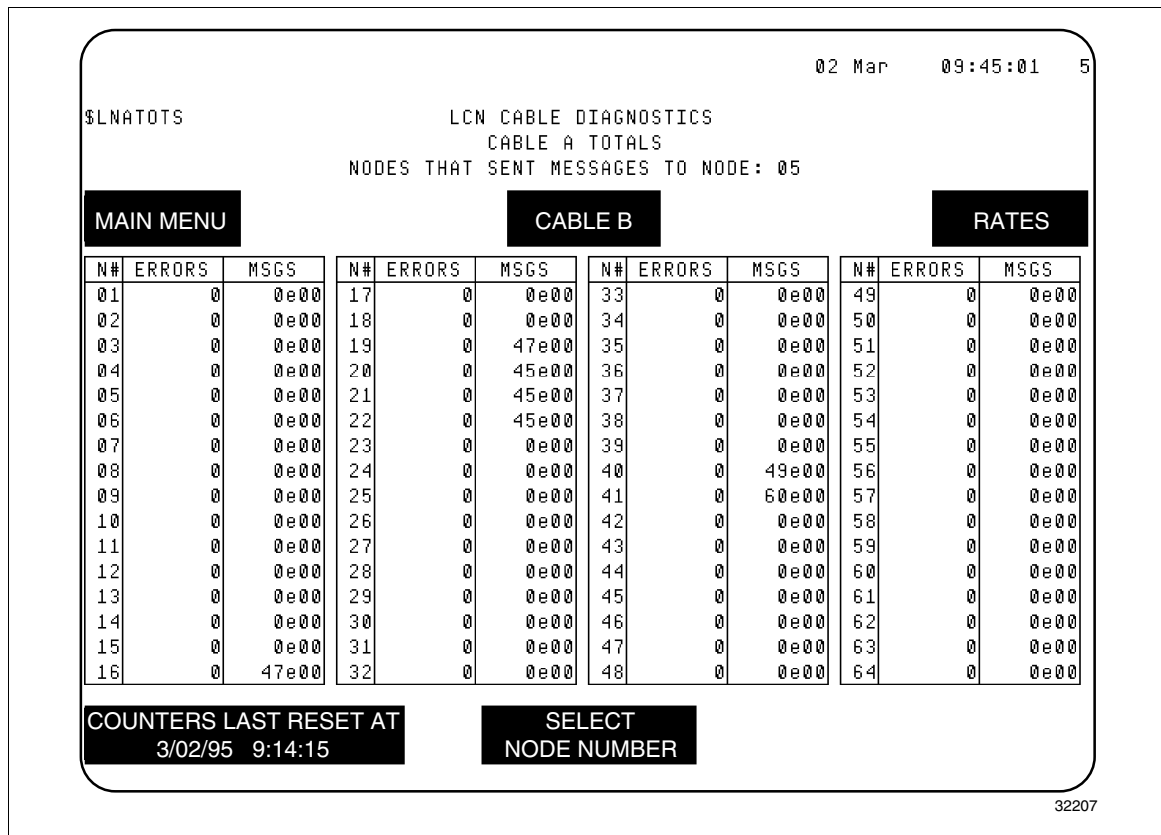 02 Mar 09:45:01 5
$LNATOTS LCN CABLE DIAGNOSTICS
CABLE A TOTALS
NODES THAT SENT MESSAGES TO NODE: 05
MAIN MENU CABLE B RATES
N# ERRORS MSGS N# ERRORS MSGS N# ERRORS MSGS N# ERRORS MSGS
01 0 0e00 17 0 0e00 33 0 0e00 49 0 0e00
02 0 0e00 18 0 0e00 34 0 0e00 50 0 0e00
03 0 0e00 19 0 47e00 35 0 0e00 51 0 0e00
04 0 0e00 20 0 45e00 36 0 0e00 52 0 0e00
05 0 0e00 21 0 45e00 37 0 0e00 53 0 0e00
06 0 0e00 22 0 45e00 38 0 0e00 54 0 0e00
07 0 0e00 23 0 0e00 39 0 0e00 55 0 0e00
08 0 0e00 24 0 0e00 40 0 49e00 56 0 0e00
09 0 0e00 25 0 0e00 41 0 60e00 57 0 0e00
10 0 0e00 26 0 0e00 42 0 0e00 58 0 0e00
11 0 0e00 27 0 0e00 43 0 0e00 59 0 0e00
12 0 0e00 28 0 0e00 44 0 0e00 60 0 0e00
13 0 0e00 29 0 0e00 45 0 0e00 61 0 0e00
14 0 0e00 30 0 0e00 46 0 0e00 62 0 0e00
15 0 0e00 31 0 0e00 47 0 0e00 63 0 0e00
16 0 47e00 32 0 0e00 48 0 0e00 64 0 0e00
COUNTERS LAST RESET AT SELECT
3/02/95 9:14:15 NODE NUMBER
32207